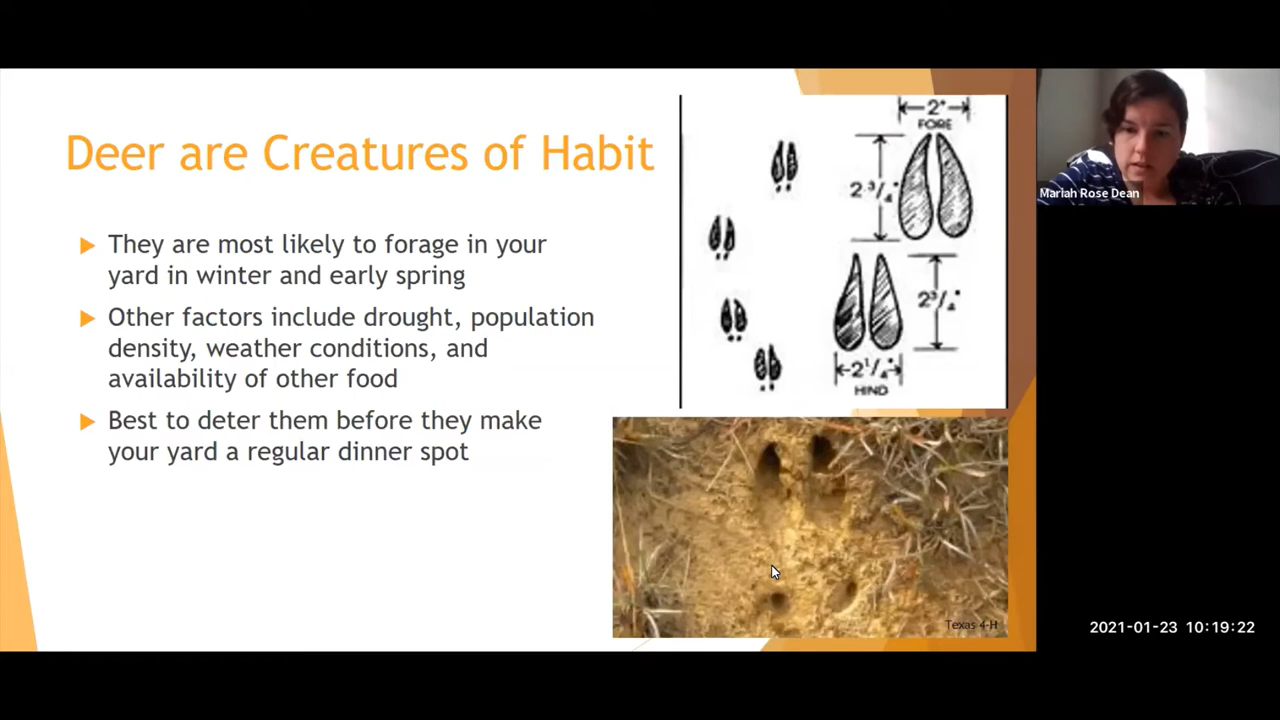 Deer are Creatures of Habit
They are most likely to forage in your
yard in winter and early spring
Other factors include drought, population
density, weather conditions, and
availability of other food
Best to deter them before they make
your yard a regular dinner spot
2"
FORE
2 3/4"
2 3/4"
2 1/4"
HIND
Texas 4-H
Mariah Rose Dean
2021-01-23 10:19:22